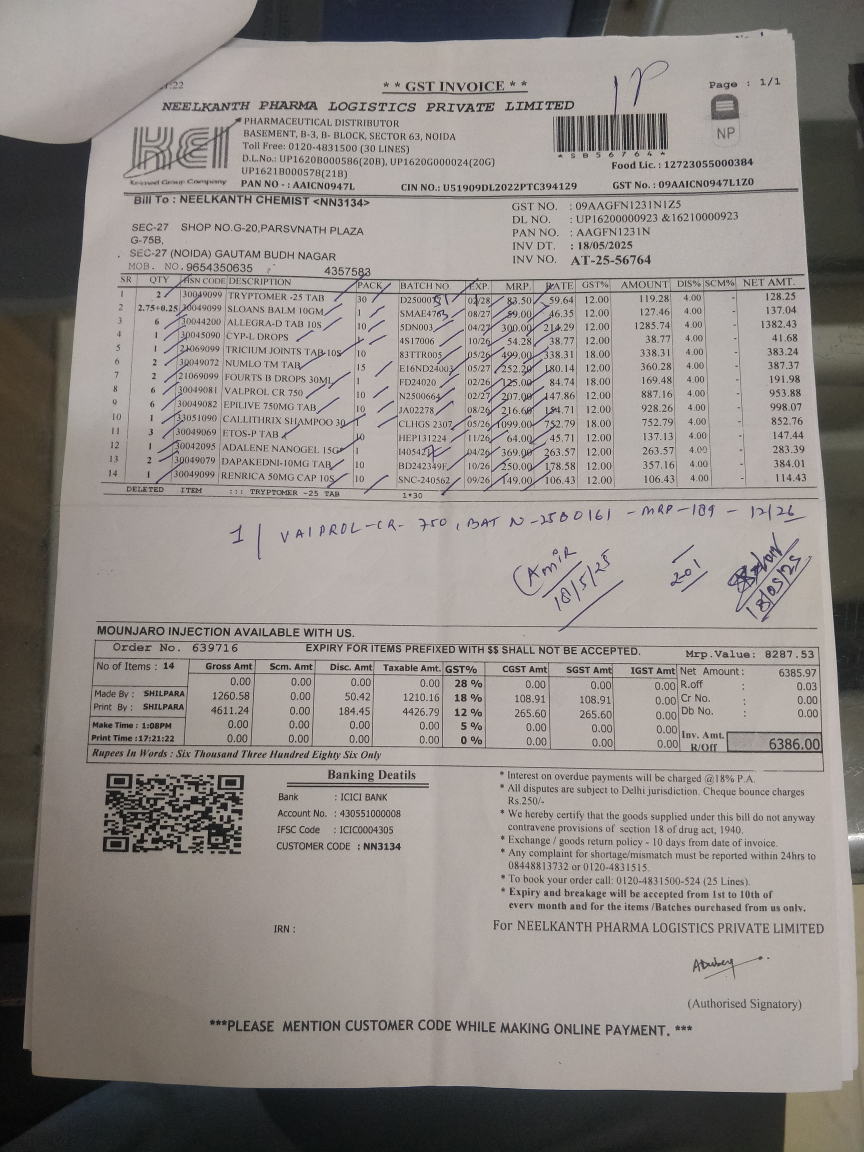 ** GST INVOICE **
Page : 1/1
NEELKANTH PHARMA LOGISTICS PRIVATE LIMITED
NP
KEI
Keimed Group Company
PHARMACEUTICAL DISTRIBUTOR
BASEMENT, B-3, B- BLOCK, SECTOR 63, NOIDA
Toll Free: 0120-4831500 (30 LINES)
D.L.No.: UP1620B000586(20B), UP1620G000024(20G)
UP1621B000578(21B)
PAN NO - : AAICN0947L
CIN NO.: U51909DL2022PTC394129
*SB56764*
Food Lic. : 12723055000384
GST No. : 09AAICN0947L1Z0
Bill To : NEELKANTH CHEMIST <NN3134>
SEC-27 SHOP NO.G-20,PARSVNATH PLAZA
G-75B,
SEC-27 (NOIDA) GAUTAM BUDH NAGAR
MOB. NO.9654350635 4357583
GST NO. : 09AAGFN1231N1Z5
DL NO. : UP16200000923 &16210000923
PAN NO. : AAGFN1231N
INV DT. : 18/05/2025
INV NO. AT-25-56764
SR QTY HSN CODE DESCRIPTION PACK BATCH NO. EXP. MRP. RATE GST% AMOUNT DIS% SCM% NET AMT.
1 2 30049099 TRYPTOMER -25 TAB 30 02/28 83.50 59.64 12.00 119.28 4.00 - 128.25
2 2.75+0.25 30049099 SLOANS BALM 10GM 1 SMAE4763 08/27 59.00 46.35 12.00 127.46 4.00 - 137.04
3 6 30044200 ALLEGRA-D TAB 10S 10 5DN003 04/27 300.00 214.29 12.00 1285.74 4.00 - 1382.43
4 1 30045090 CYP-L DROPS 1 4S17006 10/26 54.28 38.77 12.00 38.77 4.00 - 41.68
5 1 21069099 TRICIUM JOINTS TAB-10S 10 83TTR005 05/26 499.00 338.31 18.00 338.31 4.00 - 383.24
6 2 30049072 NUMLO TM TAB 15 E16ND24003 05/27 252.20 180.14 12.00 360.28 4.00 - 387.37
7 2 21069099 FOURTS B DROPS 30ML 1 FD24020 02/26 125.00 84.74 18.00 169.48 4.00 - 191.98
8 6 30049081 VALPROL CR 750 10 N2500664 02/27 207.00 147.86 12.00 887.16 4.00 - 953.88
9 6 30049082 EPILIVE 750MG TAB 10 JA02278 08/26 216.60 154.71 12.00 928.26 4.00 - 998.07
10 1 33051090 CALLITHRIX SHAMPOO 30 1 CLHGS 2307 05/26 1099.00 752.79 18.00 752.79 4.00 - 852.76
11 3 30049069 ETOS-P TAB 10 HEP131224 11/26 64.00 45.71 12.00 137.13 4.00 - 147.44
12 1 30042095 ADALENE NANOGEL 15G 1 04/26 369.00 263.57 12.00 263.57 4.00 - 283.39
13 2 30049079 DAPAKEDNI-10MG TAB 10 BD242349F 10/26 250.00 178.58 12.00 357.16 4.00 - 384.01
14 1 30049099 RENRICA 50MG CAP 10S 10 SNC-240562 09/26 149.00 106.43 12.00 106.43 4.00 - 114.43
DELETED ITEM ::: TRYPTOMER -25 TAB 1*30
1 | VALPROL-CR- 750, BAT N-25B0161 - MRP-189 - 12/26
Amir
18/5/25
201
18/05/25
MOUNJARO INJECTION AVAILABLE WITH US.
Order No. 639716 EXPIRY FOR ITEMS PREFIXED WITH $$ SHALL NOT BE ACCEPTED. Mrp.Value: 8287.53
No of Items : 14 Gross Amt Scm. Amt Disc. Amt Taxable Amt. GST% CGST Amt SGST Amt IGST Amt Net Amount: 6385.97
0.00 0.00 0.00 0.00 28 % 0.00 0.00 0.00 R.off : 0.03
Made By : SHILPARA 1260.58 0.00 50.42 1210.16 18 % 108.91 108.91 0.00 Cr No. : 0.00
Print By : SHILPARA 4611.24 0.00 184.45 4426.79 12 % 265.60 265.60 0.00 Db No. : 0.00
Make Time : 1:08PM 0.00 0.00 0.00 0.00 5 % 0.00 0.00 0.00
Print Time :17:21:22 0.00 0.00 0.00 0.00 0 % 0.00 0.00 0.00 Inv. Amt. R/Off 6386.00
Rupees In Words : Six Thousand Three Hundred Eighty Six Only
Banking Deatils
Bank : ICICI BANK
Account No. : 430551000008
IFSC Code : ICIC0004305
CUSTOMER CODE : NN3134
* Interest on overdue payments will be charged @18% P.A.
* All disputes are subject to Delhi jurisdiction. Cheque bounce charges
Rs.250/-
* We hereby certify that the goods supplied under this bill do not anyway
contravene provisions of section 18 of drug act, 1940.
* Exchange / goods return policy - 10 days from date of invoice.
* Any complaint for shortage/mismatch must be reported within 24hrs to
08448813732 or 0120-4831515.
* To book your order call: 0120-4831500-524 (25 Lines).
* Expiry and breakage will be accepted from 1st to 10th of
every month and for the items /Batches purchased from us only.
IRN :
For NEELKANTH PHARMA LOGISTICS PRIVATE LIMITED
(Authorised Signatory)
***PLEASE MENTION CUSTOMER CODE WHILE MAKING ONLINE PAYMENT. ***